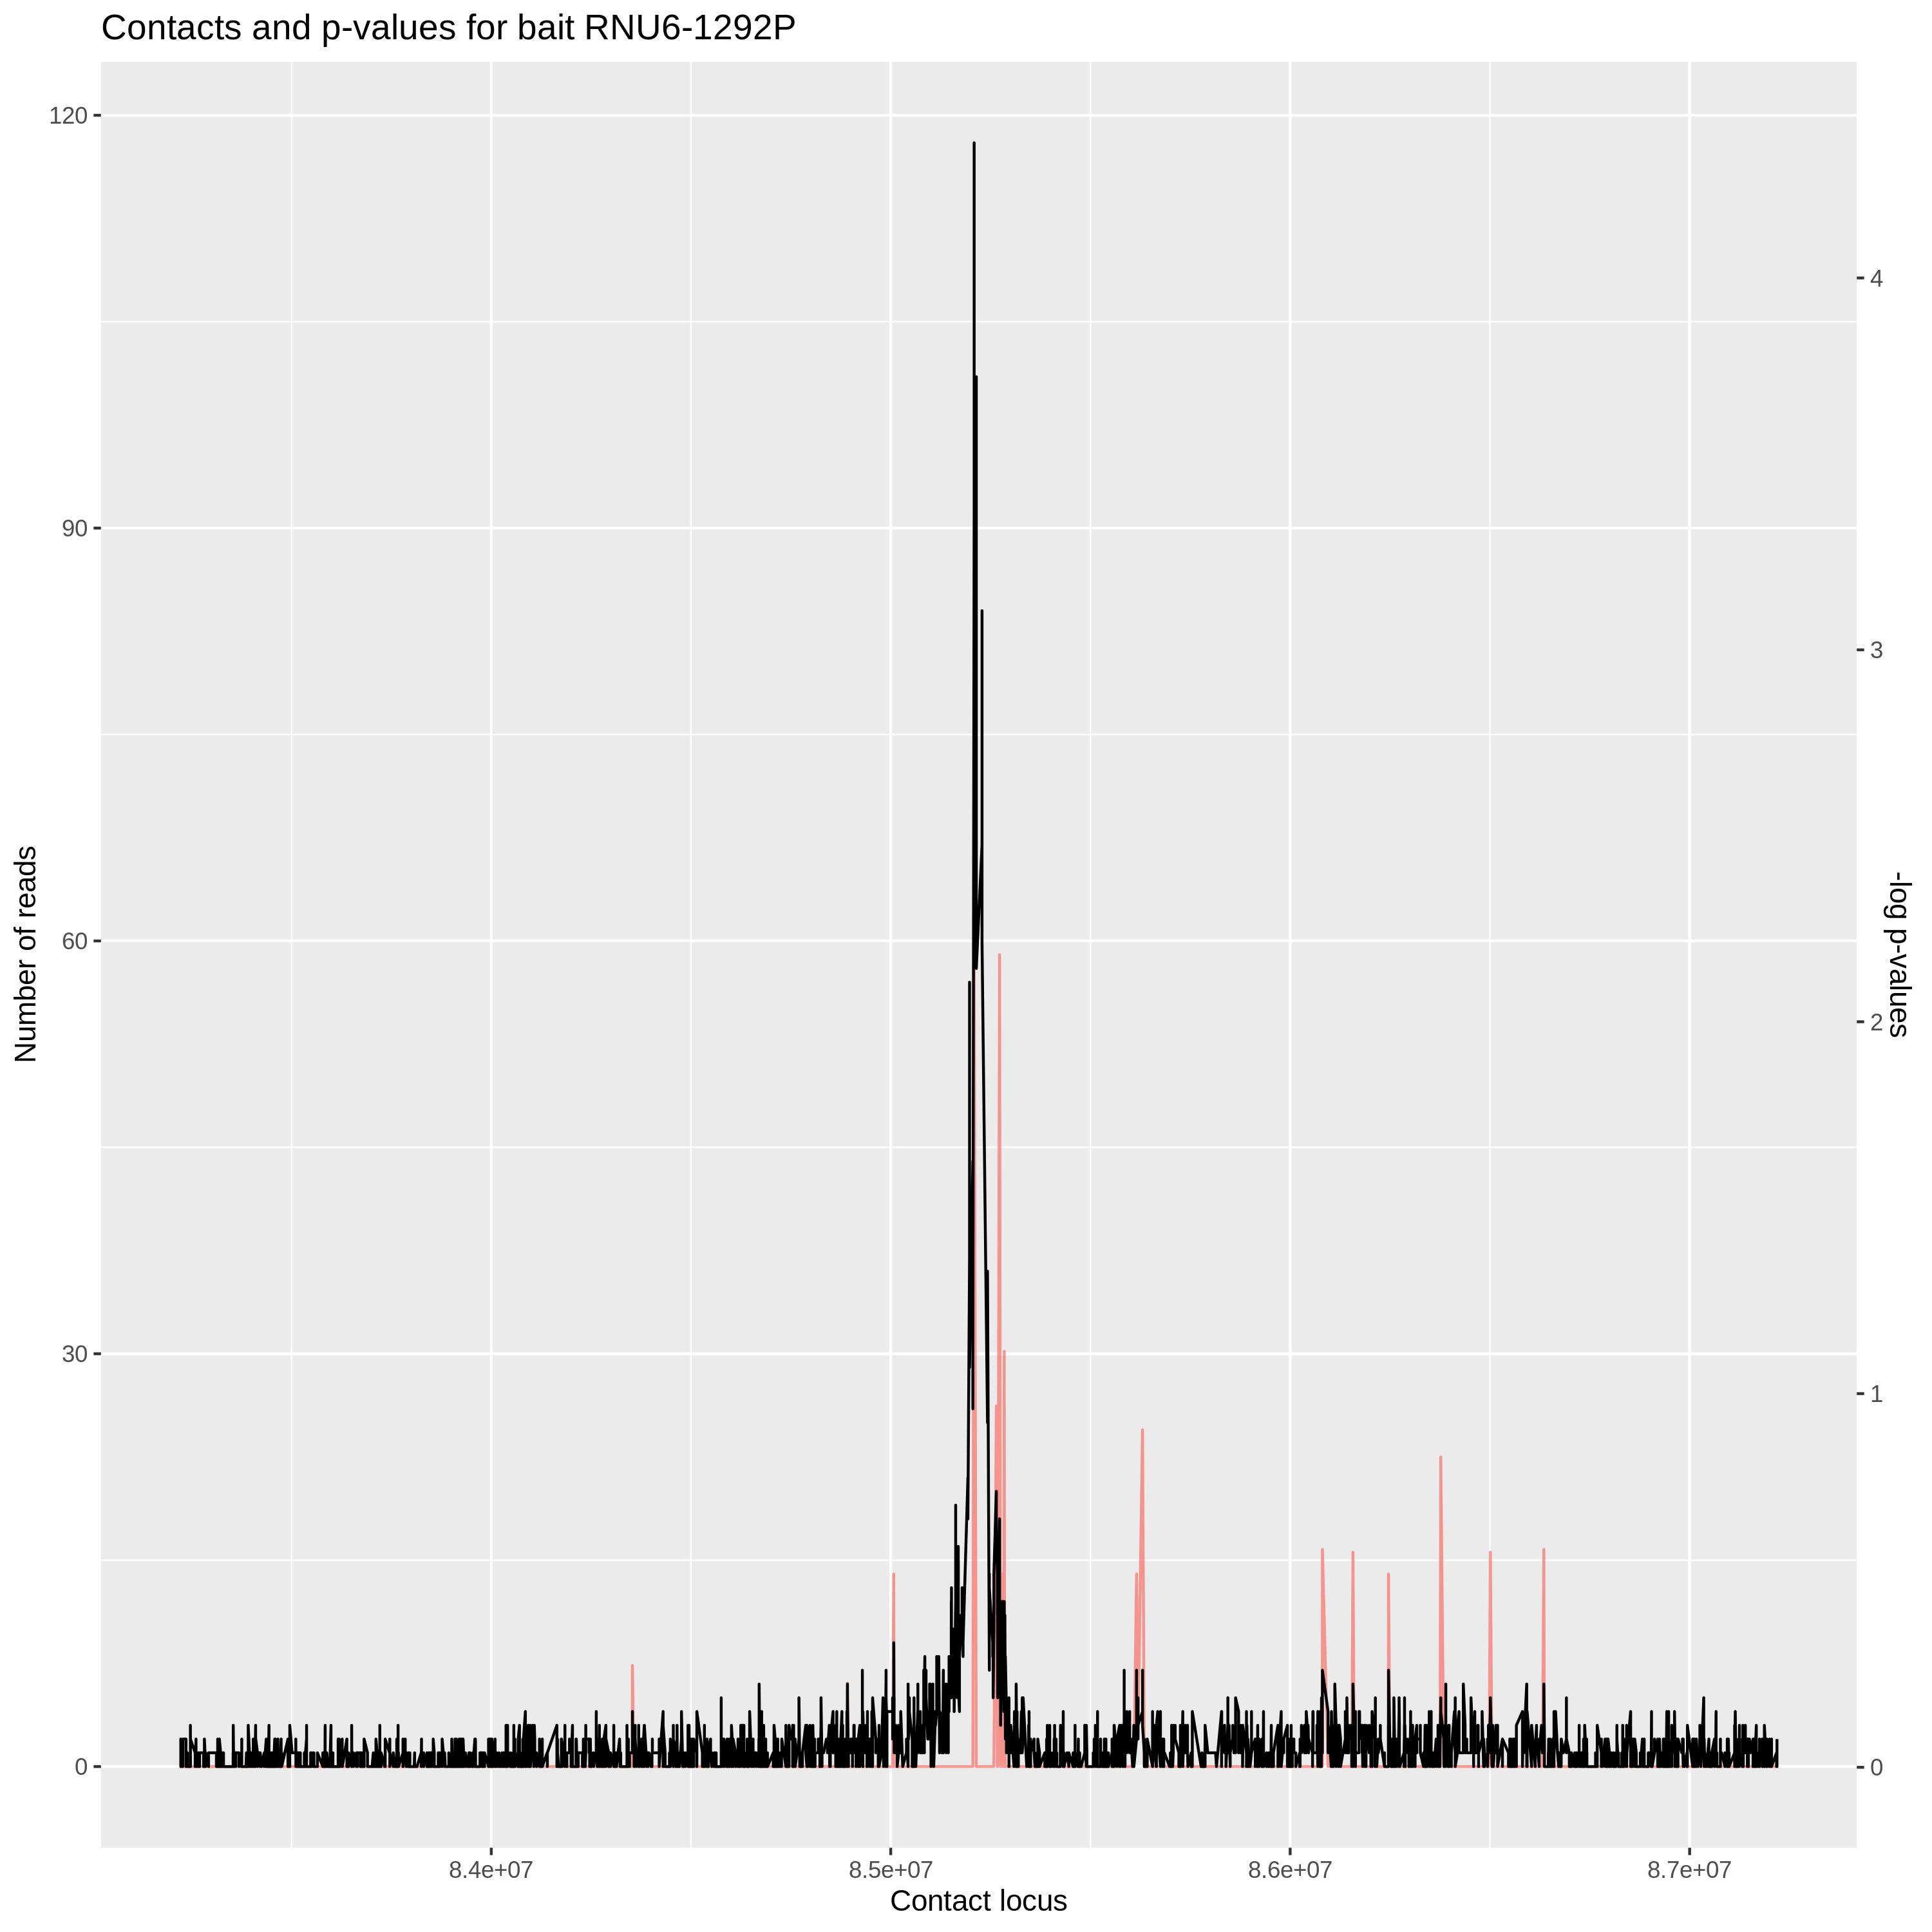 Contacts and p-values for bait RNU6-1292P
120
90
60
30
0
Number of reads
4
3
2
1
0
-log p-values
8.4e+07
8.5e+07
8.6e+07
8.7e+07
Contact locus